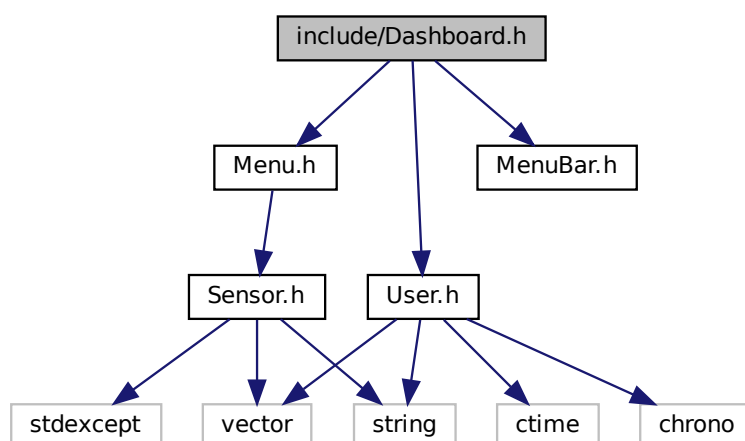 include/Dashboard.h
Menu.h
MenuBar.h
Sensor.h
User.h
stdexcept
vector
string
ctime
chrono